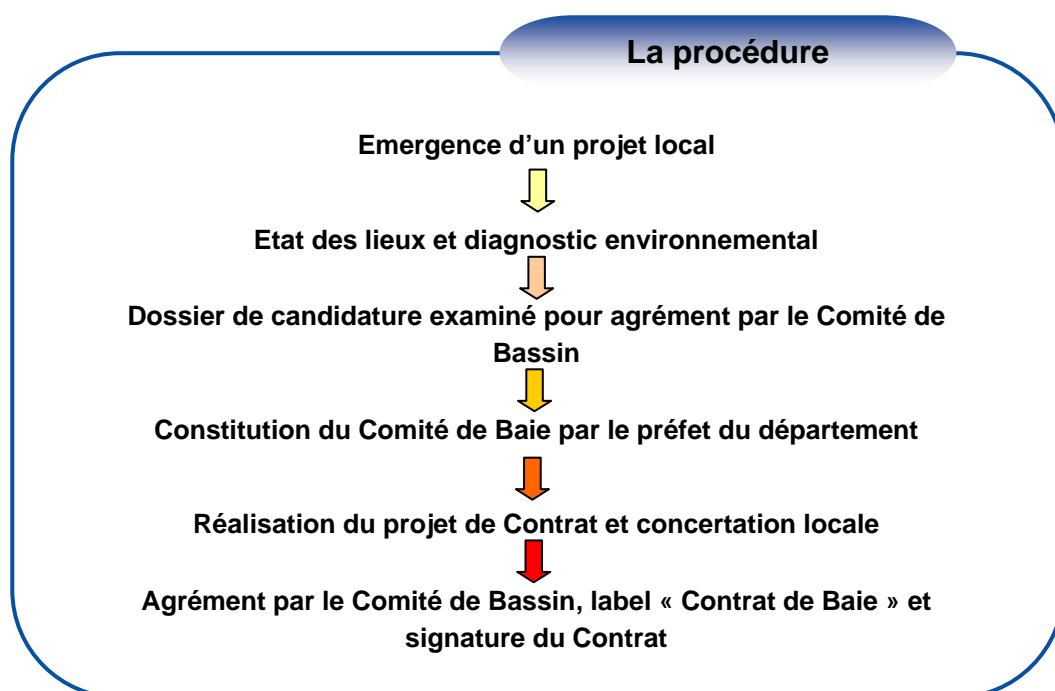 La procédure
Emergence d’un projet local
Etat des lieux et diagnostic environnemental
Dossier de candidature examiné pour agrément par le Comité de
Bassin
Constitution du Comité de Baie par le préfet du département
Réalisation du projet de Contrat et concertation locale
Agrément par le Comité de Bassin, label « Contrat de Baie » et
signature du Contrat